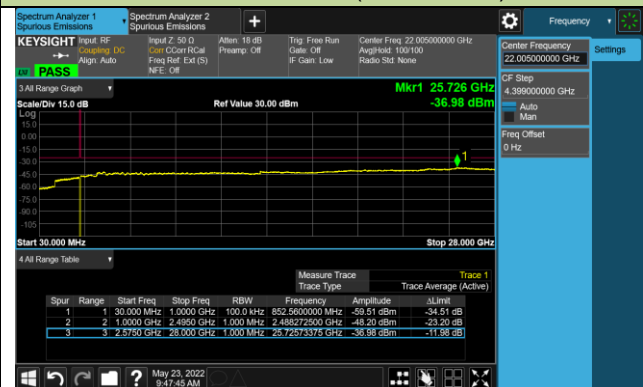 Spectrum Analyzer 1
Spurious Emissions
Spectrum Analyzer 2
Spurious Emissions
+
Frequency
KEYSIGHT
Input: RF
Coupling: DC
Align: Auto
Input Z: 50 Ω
Corr CCorr RCal
Freq Ref: Ext (S)
NFE: Off
Atten: 18 dB
Preamp: Off
Trig: Free Run
Gate: Off
IF Gain: Low
Center Freq: 22.005000000 GHz
Avg|Hold: 100/100
Radio Std: None
PASS
3 All Range Graph
Scale/Div 15.0 dB
Ref Value 30.00 dBm
Mkr1 25.726 GHz
-36.98 dBm
Log
15.0
0.00
-15.0
-30.0
-45.0
-60.0
-75.0
-90.0
-105
1
Start 30.000 MHz
Stop 28.000 GHz
4 All Range Table
Measure Trace Trace 1
Trace Type Trace Average (Active)
Spur Range Start Freq Stop Freq RBW Frequency Amplitude ΔLimit
1 1 30.000 MHz 1.0000 GHz 100.0 kHz 852.5600000 MHz -59.51 dBm -34.51 dB
2 2 1.0000 GHz 2.4950 GHz 1.000 MHz 2.488272500 GHz -48.20 dBm -23.20 dB
3 3 2.5750 GHz 28.000 GHz 1.000 MHz 25.72573375 GHz -36.98 dBm -11.98 dB
May 23, 2022
9:47:45 AM
Center Frequency
22.005000000 GHz
Settings
CF Step
4.399000000 GHz
Auto
Man
Freq Offset
0 Hz